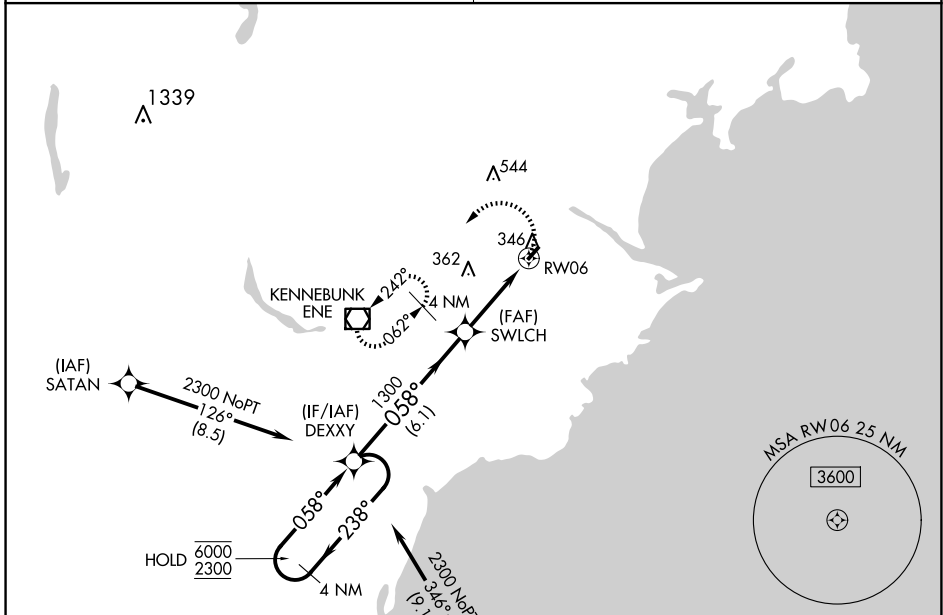 1339
544
346
RW06
362
242°
4 NM
062°
KENNEBUNK
ENE
(FAF)
SWLCH
(IAF)
SATAN
2300 NoPT
126°
(8.5)
(IF/IAF)
DEXXY
1300
058°
(6.1)
058°
238°
HOLD 6000
2300
4 NM
2300 NoPT
346°
MSA RW06 25 NM
3600